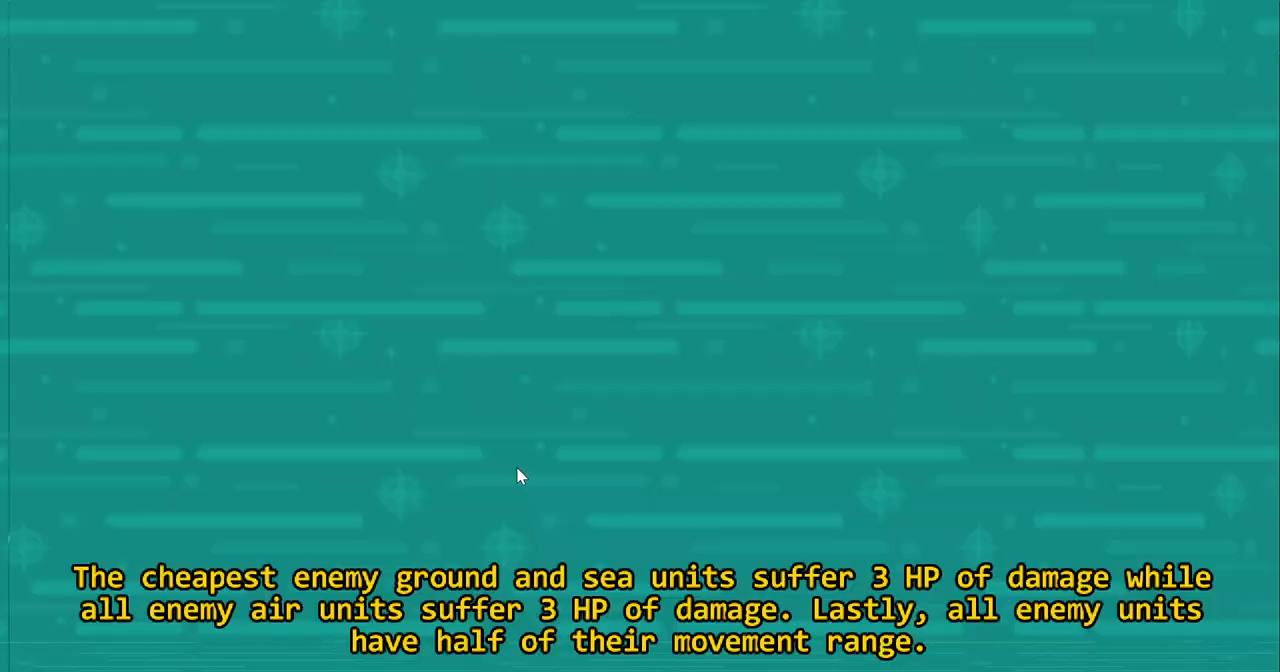 The cheapest enemy ground and sea units suffer 3 HP of damage while
all enemy air units suffer 3 HP of damage. Lastly, all enemy units
have half of their movement range.